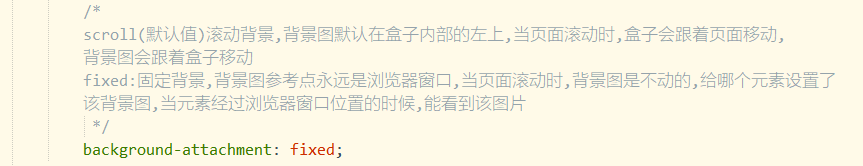 /*
scroll(默认值)滚动背景,背景图默认在盒子内部的左上,当页面滚动时,盒子会跟着页面移动,
背景图会跟着盒子移动
fixed:固定背景,背景图参考点永远是浏览器窗口,当页面滚动时,背景图是不动的,给哪个元素设置了
该背景图,当元素经过浏览器窗口位置的时候,能看到该图片
*/
background-attachment: fixed;